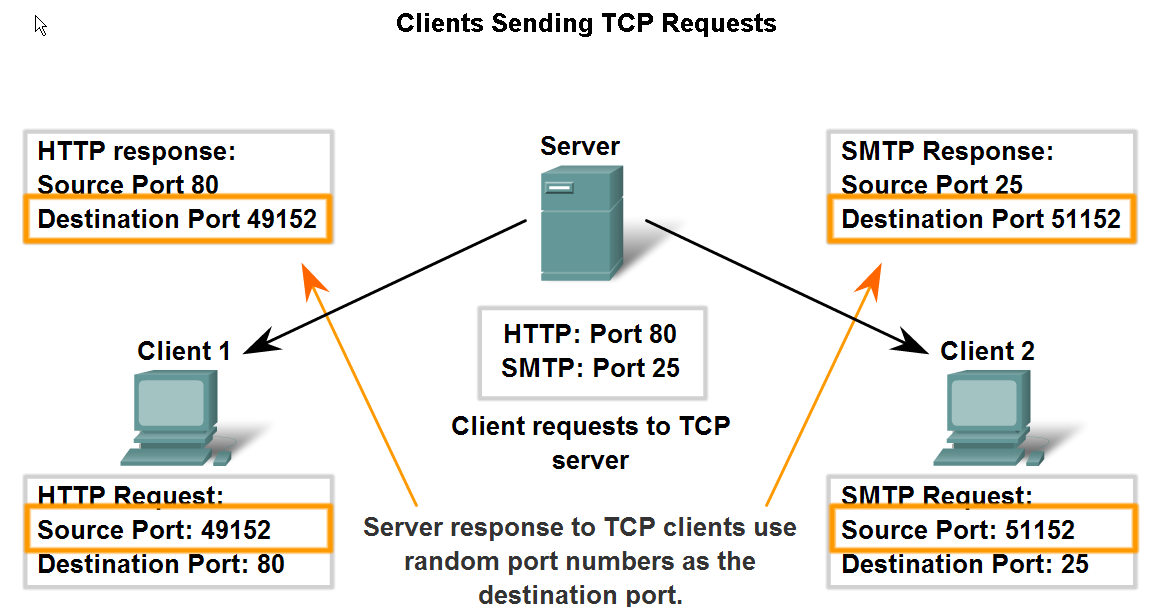 Clients Sending TCP Requests
HTTP response:
Source Port 80
Destination Port 49152
Server
SMTP Response:
Source Port 25
Destination Port 51152
HTTP: Port 80
SMTP: Port 25
Client 1
Client 2
Client requests to TCP
server
HTTP Request:
Source Port: 49152
Destination Port: 80
Server response to TCP clients use
random port numbers as the
destination port.
SMTP Request:
Source Port: 51152
Destination Port: 25